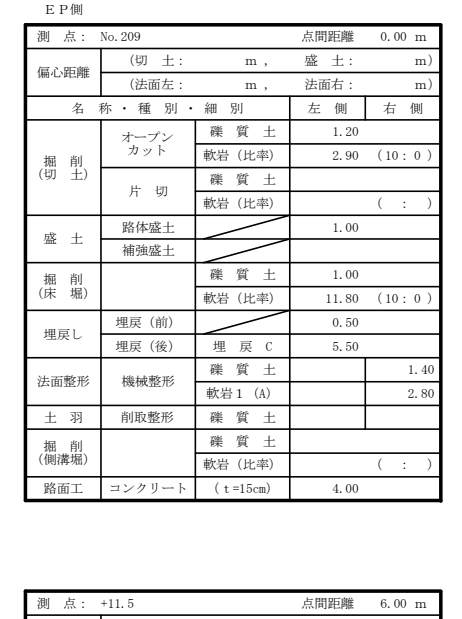 ＥＰ側
測 点： No.209 点間距離 0.00 m
偏心距離 （切 土： m， 盛 土： m）
（法面左： m， 法面右： m）
名 称・種 別・細 別 左 側 右 側
掘 削（切 土） オープンカット 礫 質 土 1.20
軟岩（比率） 2.90 （10：0）
片 切 礫 質 土
軟岩（比率） （ ： ）
盛 土 路体盛土 1.00
補強盛土
掘 削（床 堀） 礫 質 土 1.00
軟岩（比率） 11.80 （10：0）
埋戻し 埋戻（前） 0.50
埋戻（後） 埋 戻 C 5.50
法面整形 機械整形 礫 質 土 1.40
軟岩１（A） 2.80
土 羽 削取整形 礫 質 土
掘 削（側溝堀） 礫 質 土
軟岩（比率） （ ： ）
路面工 コンクリート （t=15cm） 4.00
測 点： +11.5 点間距離 6.00 m